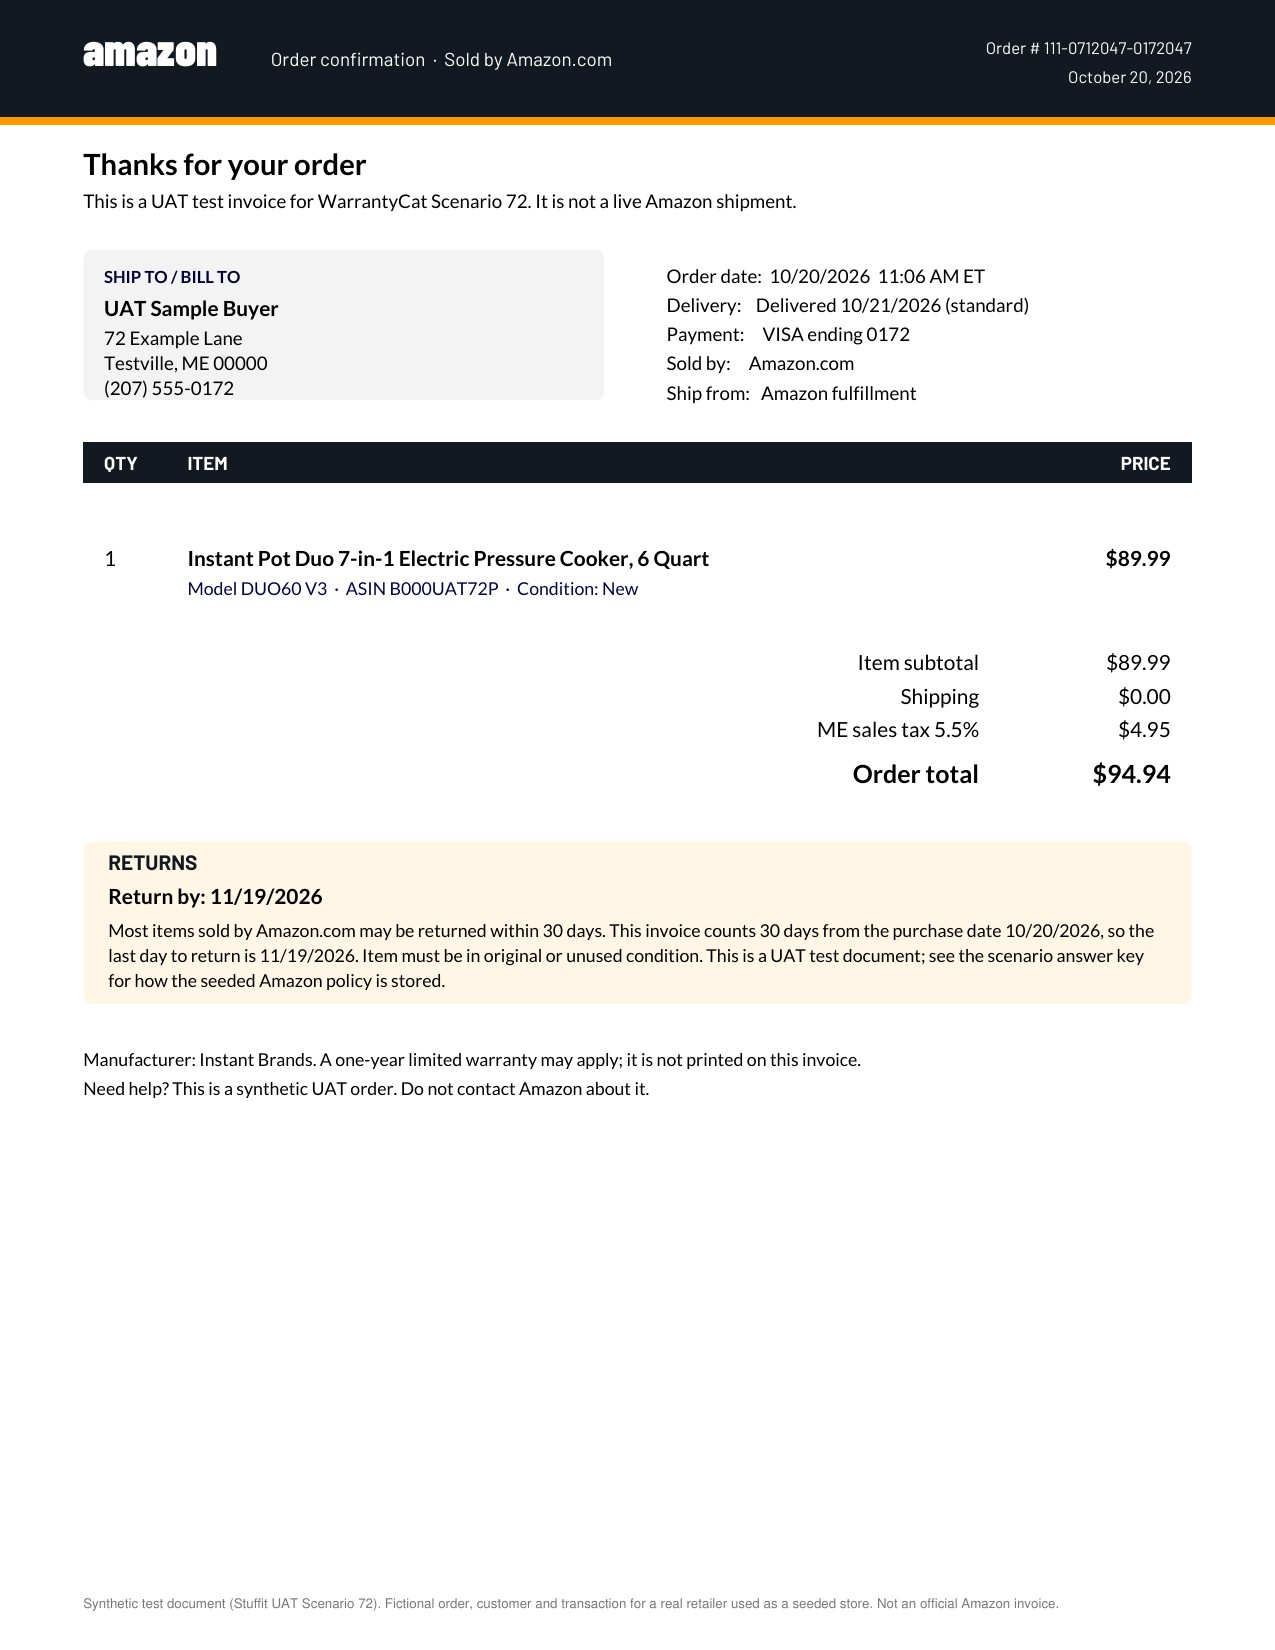 amazon
Order confirmation · Sold by Amazon.com
Order # 111-0712047-0172047
October 20, 2026
Thanks for your order
This is a UAT test invoice for WarrantyCat Scenario 72. It is not a live Amazon shipment.
SHIP TO / BILL TO
UAT Sample Buyer
72 Example Lane
Testville, ME 00000
(207) 555-0172
Order date: 10/20/2026 11:06 AM ET
Delivery: Delivered 10/21/2026 (standard)
Payment: VISA ending 0172
Sold by: Amazon.com
Ship from: Amazon fulfillment
QTY ITEM PRICE
1 Instant Pot Duo 7-in-1 Electric Pressure Cooker, 6 Quart $89.99
Model DUO60 V3 · ASIN B000UAT72P · Condition: New
Item subtotal $89.99
Shipping $0.00
ME sales tax 5.5% $4.95
Order total $94.94
RETURNS
Return by: 11/19/2026
Most items sold by Amazon.com may be returned within 30 days. This invoice counts 30 days from the purchase date 10/20/2026, so the
last day to return is 11/19/2026. Item must be in original or unused condition. This is a UAT test document; see the scenario answer key
for how the seeded Amazon policy is stored.
Manufacturer: Instant Brands. A one-year limited warranty may apply; it is not printed on this invoice.
Need help? This is a synthetic UAT order. Do not contact Amazon about it.
Synthetic test document (Stuffit UAT Scenario 72). Fictional order, customer and transaction for a real retailer used as a seeded store. Not an official Amazon invoice.